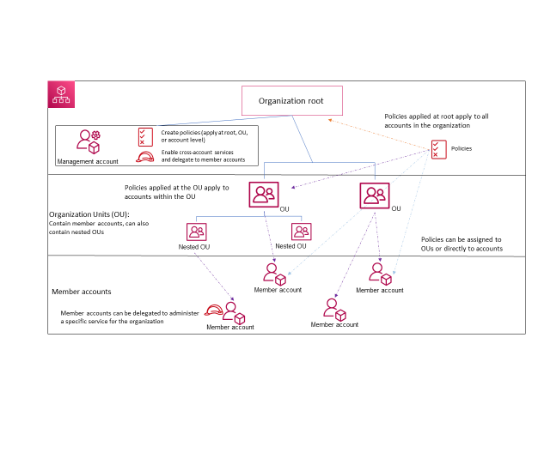 Organization root
Policies applied at root apply to all
accounts in the organization
Create policies (apply at root, OU,
or account level)
Enable cross-account services
and delegate to member accounts
Management account
Policies
Policies applied at the OU apply to
accounts within the OU
OU
OU
Organization Units (OU):
Contain member accounts, can also
contain nested OUs
Nested OU
Nested OU
Policies can be assigned to
OUs or directly to accounts
Member accounts
Member account
Member account
Member accounts can be delegated to administer
a specific service for the organization
Member account
Member account